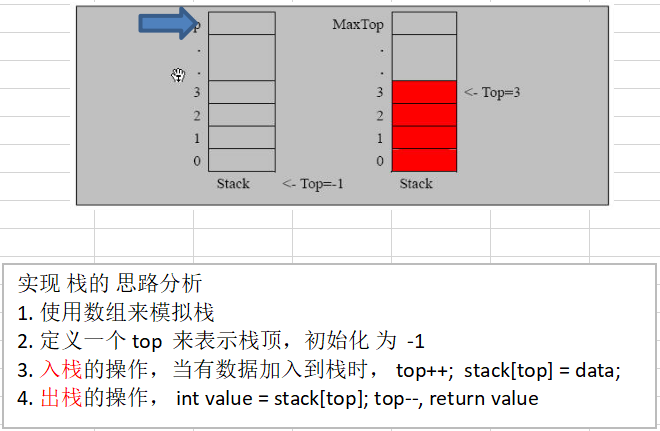 p
MaxTop
.
.
.
.
3
3
<- Top=3
2
2
1
1
0
0
Stack
<- Top=-1
Stack
实现 栈的 思路分析
1. 使用数组来模拟栈
2. 定义一个 top 来表示栈顶，初始化 为 -1
3. 入栈的操作，当有数据加入到栈时， top++; stack[top] = data;
4. 出栈的操作， int value = stack[top]; top--, return value